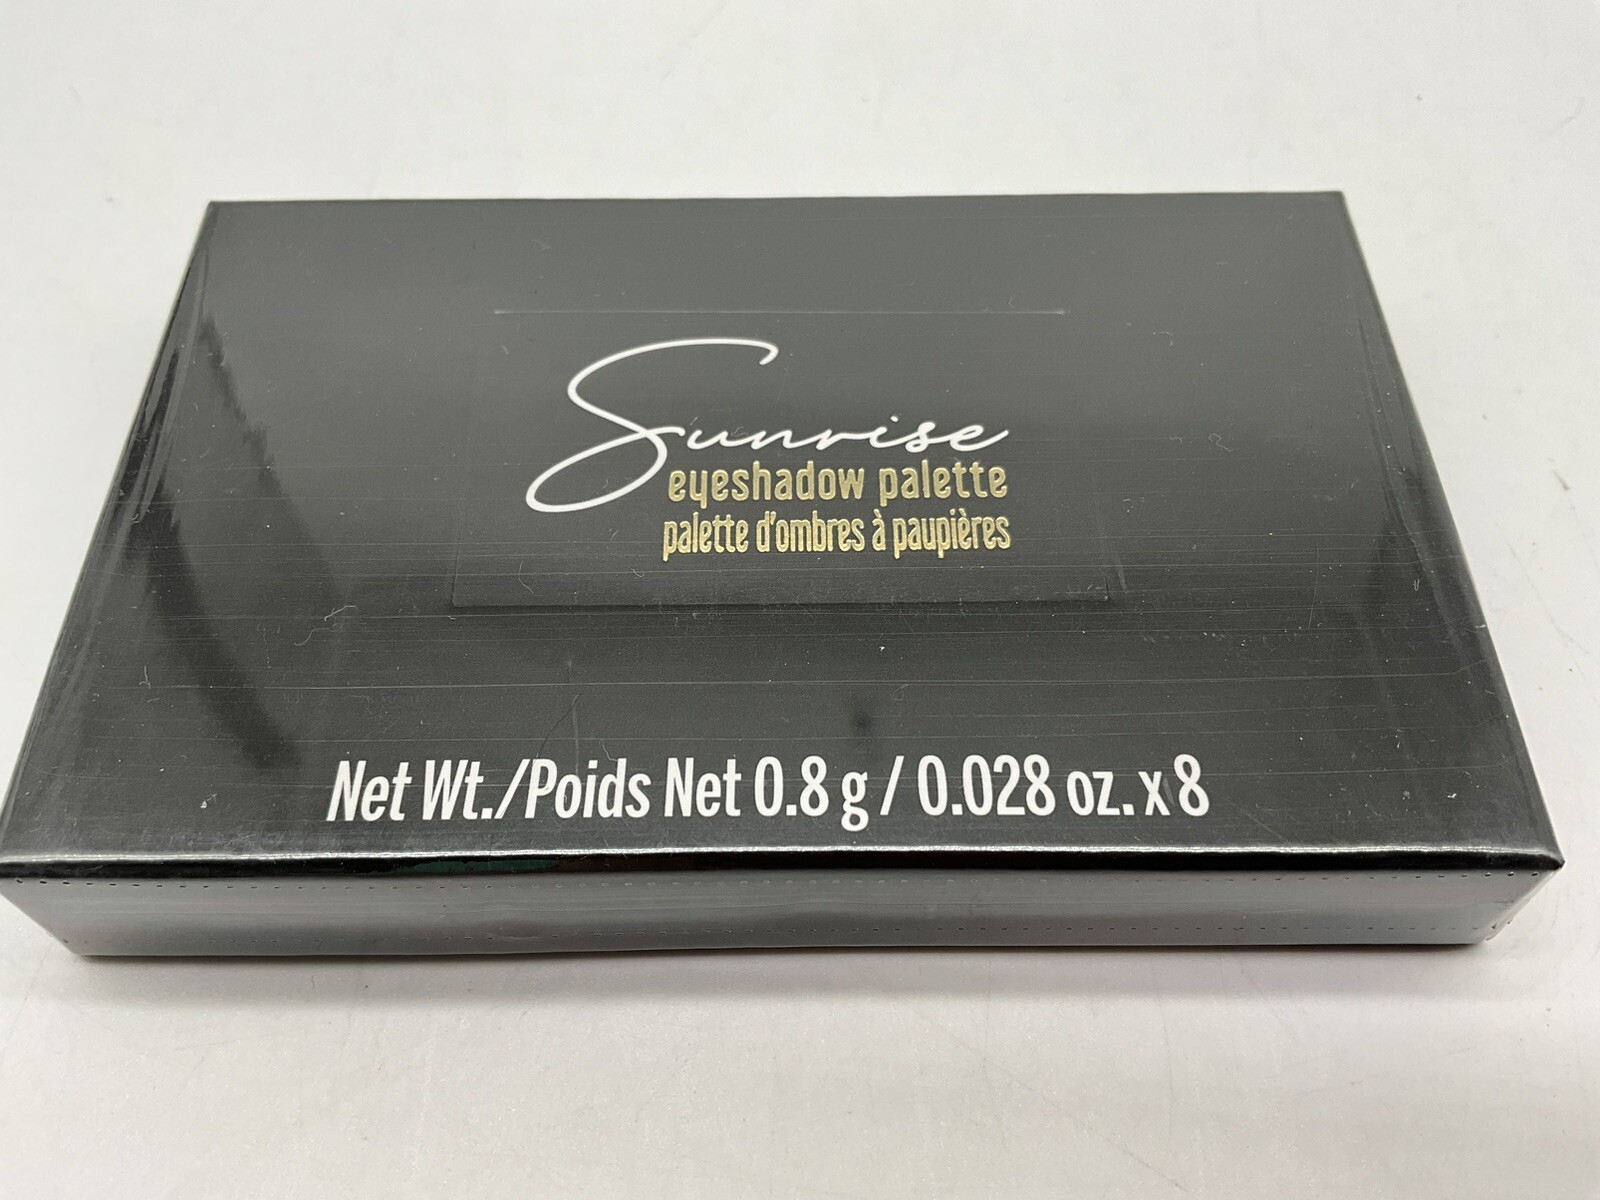 Sunrise
eyeshadow palette
palette d'ombres à paupières
Net Wt./Poids Net 0.8 g / 0.028 oz. x 8